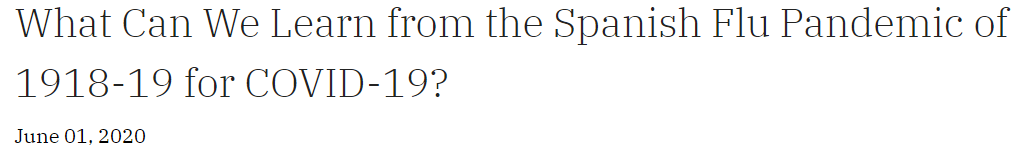 What Can We Learn from the Spanish Flu Pandemic of
1918-19 for COVID-19?
June 01, 2020